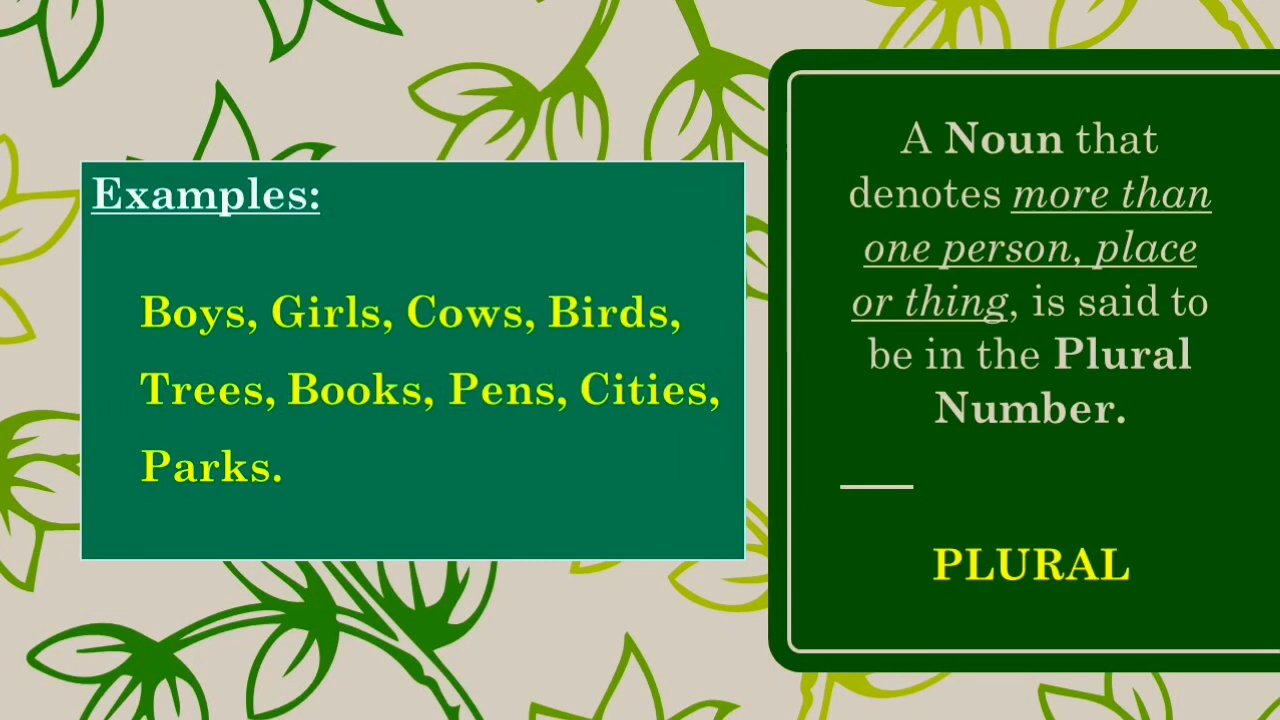 Examples:
Boys, Girls, Cows, Birds,
Trees, Books, Pens, Cities,
Parks.
A Noun that
denotes more than
one person, place
or thing, is said to
be in the Plural
Number.
PLURAL